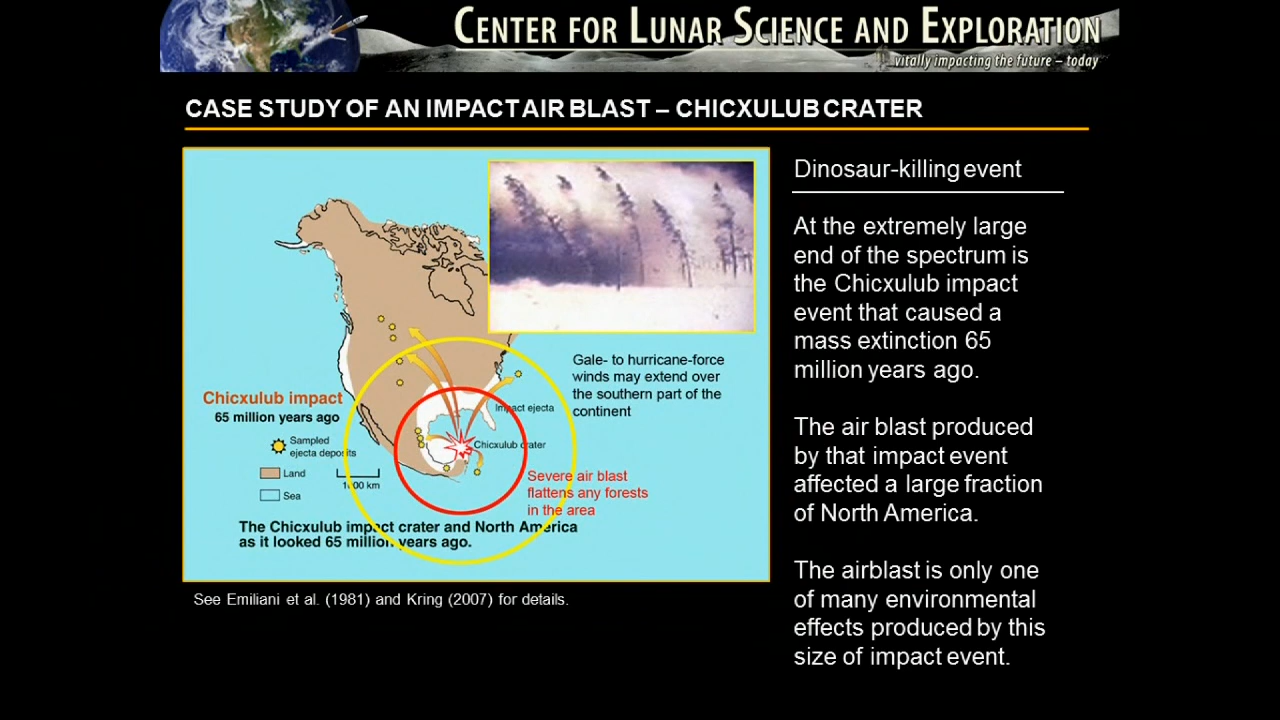 CENTER FOR LUNAR SCIENCE AND EXPLORATION
vitally impacting the future – today
CASE STUDY OF AN IMPACT AIR BLAST – CHICXULUB CRATER
Gale- to hurricane-force
winds may extend over
the southern part of the
continent
Chicxulub impact
65 million years ago
Impact ejecta
Sampled
ejecta deposits
Chicxulub crater
Land
1000 km
Sea
Severe air blast
flattens any forests
in the area
The Chicxulub impact crater and North America
as it looked 65 million years ago.
See Emiliani et al. (1981) and Kring (2007) for details.
Dinosaur-killing event
At the extremely large
end of the spectrum is
the Chicxulub impact
event that caused a
mass extinction 65
million years ago.
The air blast produced
by that impact event
affected a large fraction
of North America.
The airblast is only one
of many environmental
effects produced by this
size of impact event.